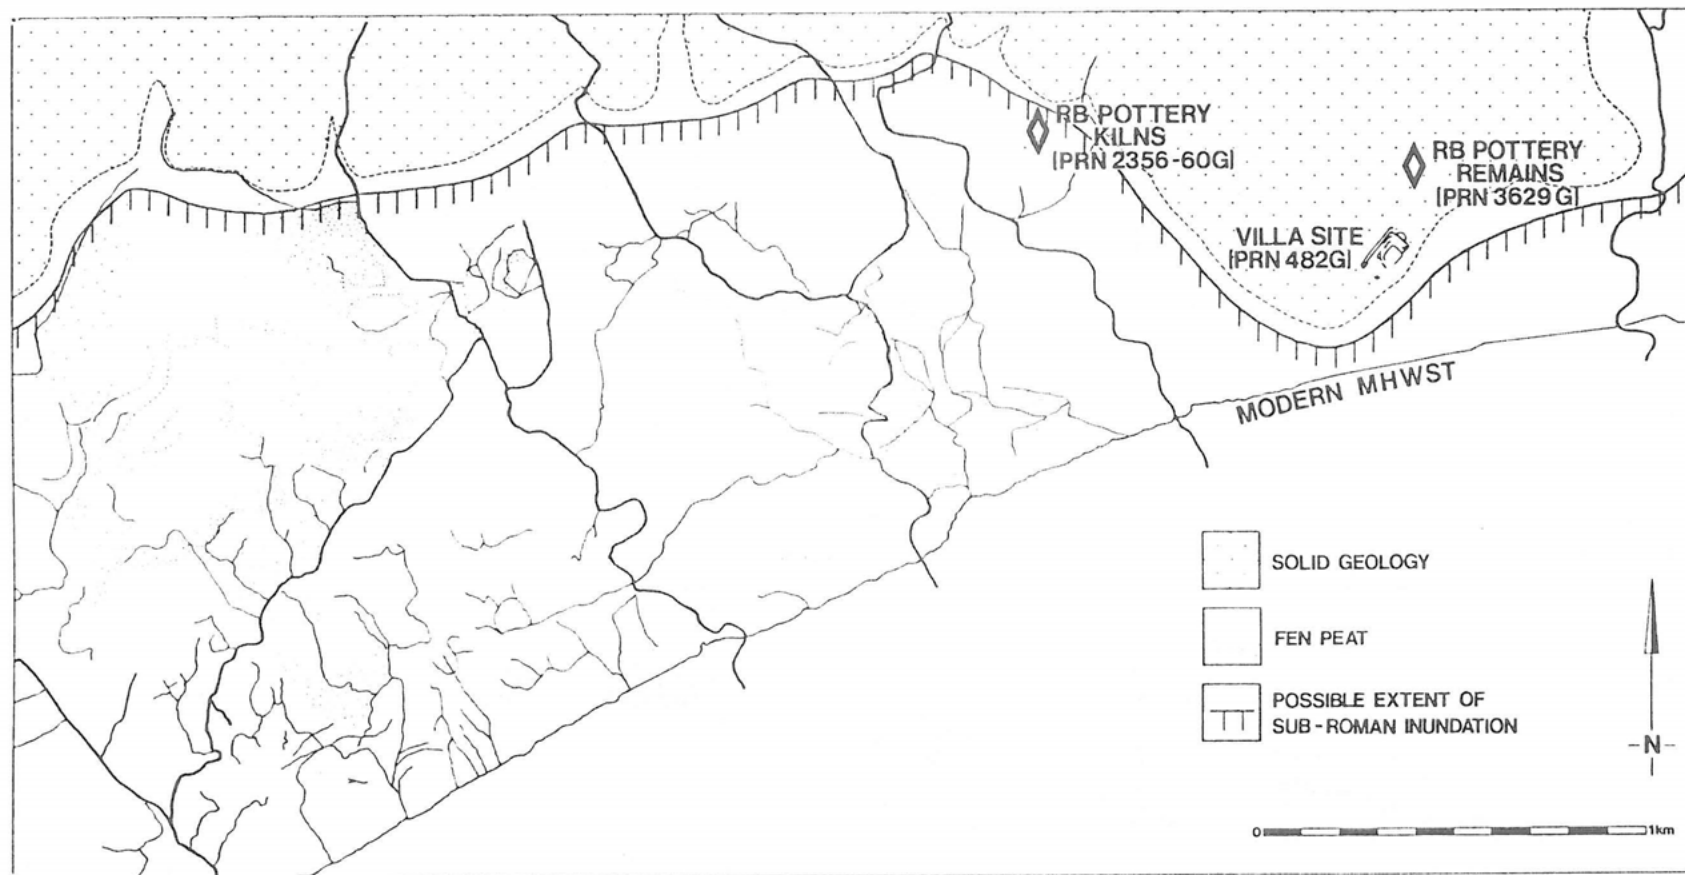 RB POTTERY
KILNS
(PRN 2356-60G)
RB POTTERY
REMAINS
(PRN 3629 G)
VILLA SITE
(PRN 482G)
MODERN MHWST
SOLID GEOLOGY
FEN PEAT
POSSIBLE EXTENT OF
SUB-ROMAN INUNDATION
N
0 1km